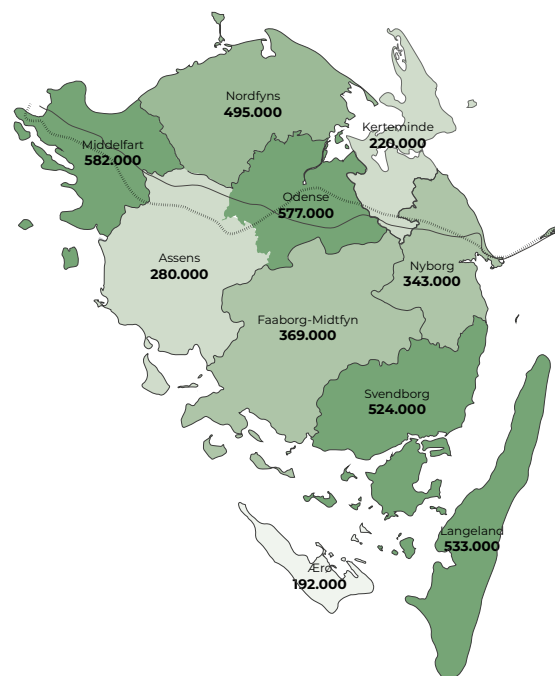 Nordfyns
495.000
Kerteminde
220.000
Middelfart
582.000
Odense
577.000
Assens
280.000
Nyborg
343.000
Faaborg-Midtfyn
369.000
Svendborg
524.000
Langeland
533.000
Ærø
192.000